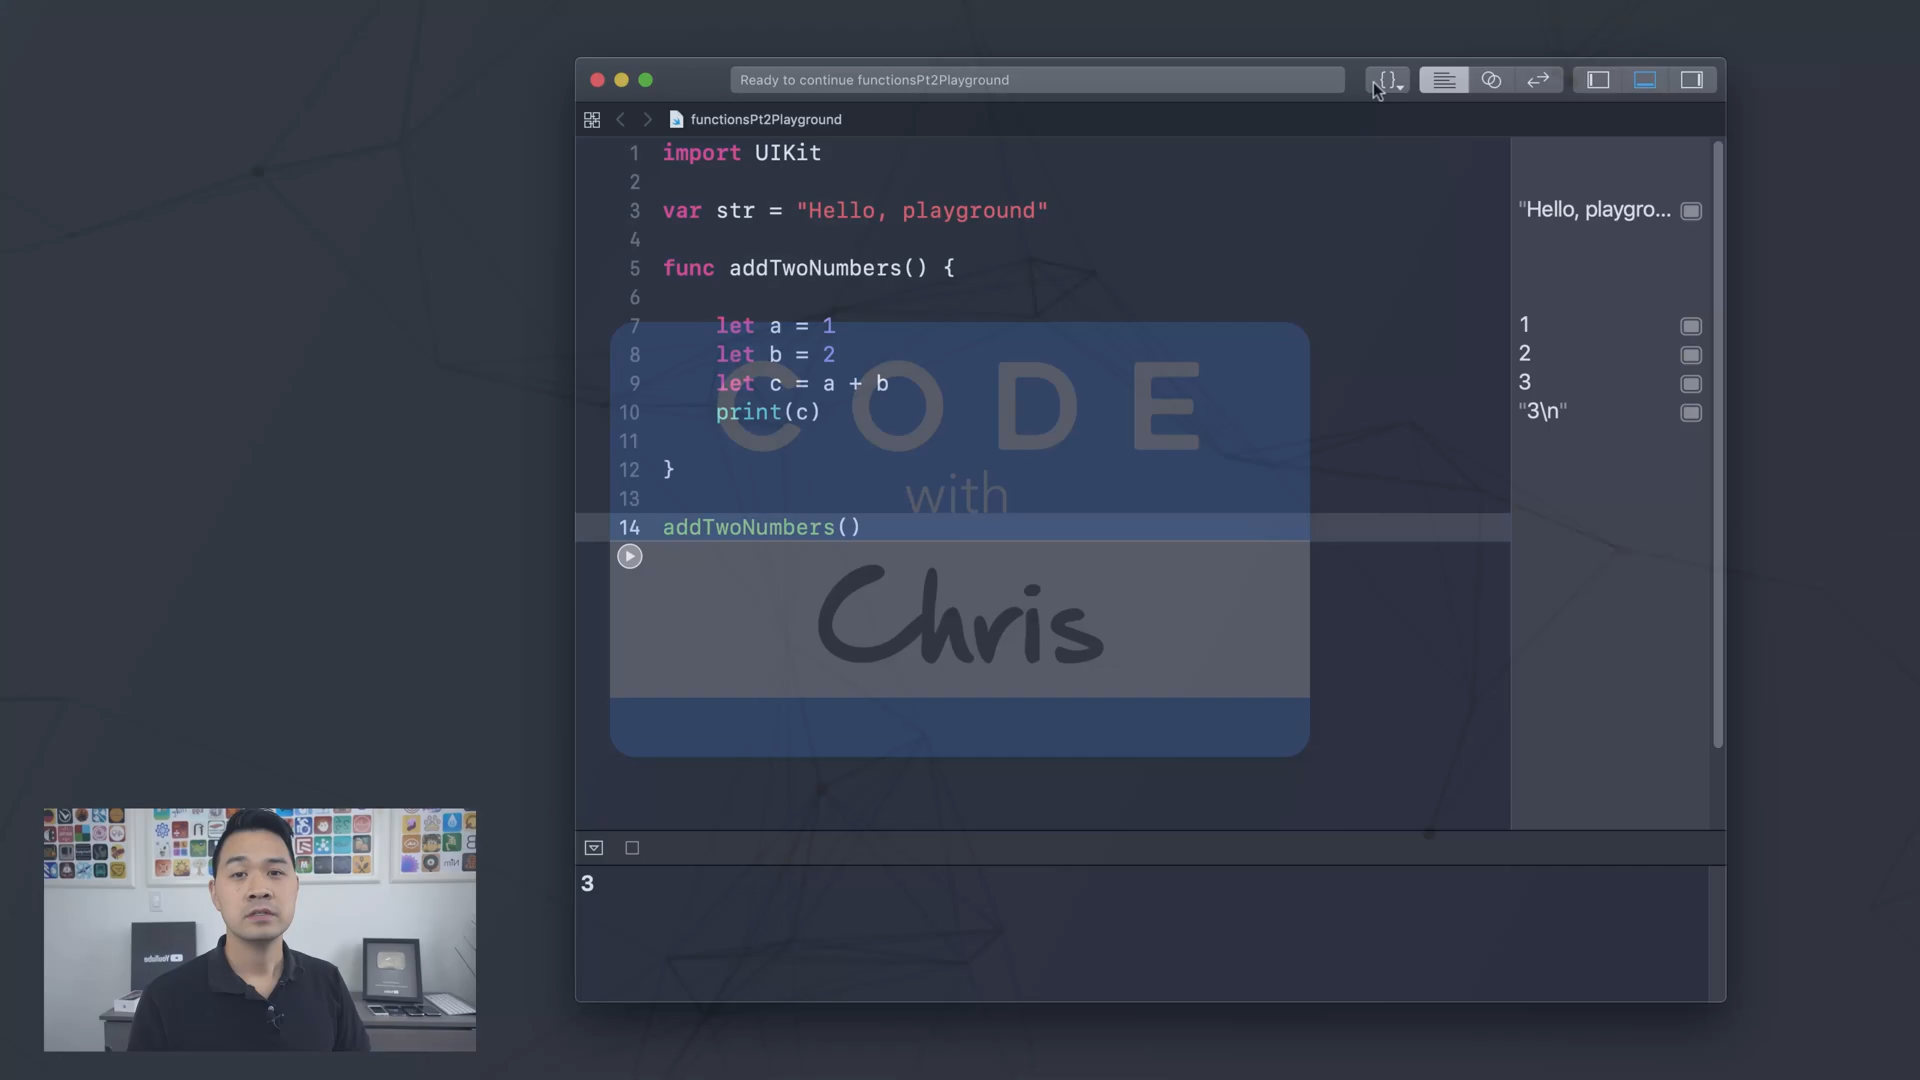 Ready to continue functionsPt2Playground
functionsPt2Playground
1 import UIKit
2
3 var str = "Hello, playground"
"Hello, playgro...
4
5 func addTwoNumbers() {
6
7 let a = 1
1
8 let b = 2
2
9 let c = a + b
3
10 print(c)
"3\n"
11
12 }
13
14 addTwoNumbers()
CODE
with
Chris
3
YouTube